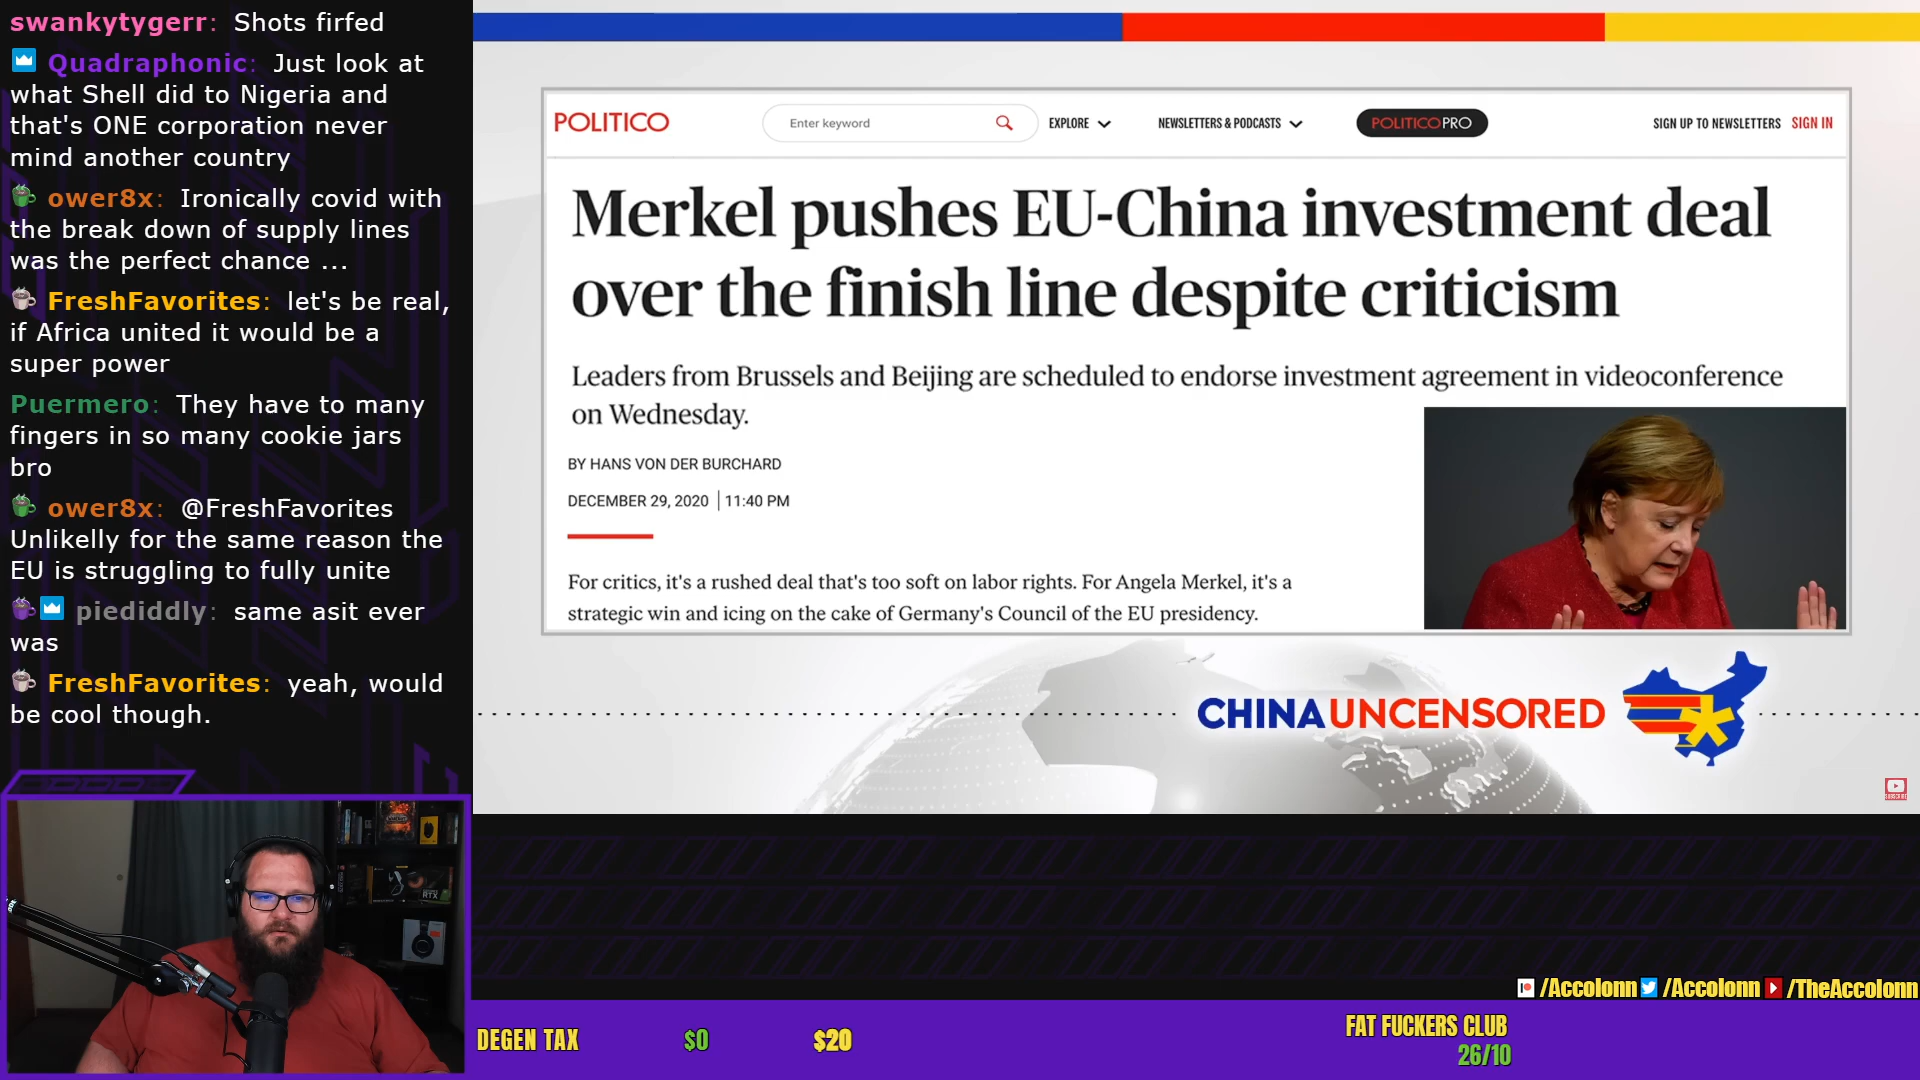 swankytygerr: Shots firfed
Quadraphonic: Just look at
what Shell did to Nigeria and
that's ONE corporation never
mind another country
ower8x: Ironically covid with
the break down of supply lines
was the perfect chance ...
FreshFavorites: let's be real,
if Africa united it would be a
super power
Puermero: They have to many
fingers in so many cookie jars
bro
ower8x: @FreshFavorites
Unlikelly for the same reason the
EU is struggling to fully unite
piediddly: same asit ever
was
FreshFavorites: yeah, would
be cool though.
POLITICO
Enter keyword
EXPLORE
NEWSLETTERS & PODCASTS
POLITICOPRO
SIGN UP TO NEWSLETTERS
SIGN IN
Merkel pushes EU-China investment deal
over the finish line despite criticism
Leaders from Brussels and Beijing are scheduled to endorse investment agreement in videoconference
on Wednesday.
BY HANS VON DER BURCHARD
DECEMBER 29, 2020 | 11:40 PM
For critics, it's a rushed deal that's too soft on labor rights. For Angela Merkel, it's a
strategic win and icing on the cake of Germany's Council of the EU presidency.
CHINAUNCENSORED
SUBSCRIBE
/Accolonn /Accolonn /TheAccolonn
DEGEN TAX $0 $20
FAT FUCKERS CLUB
26/10